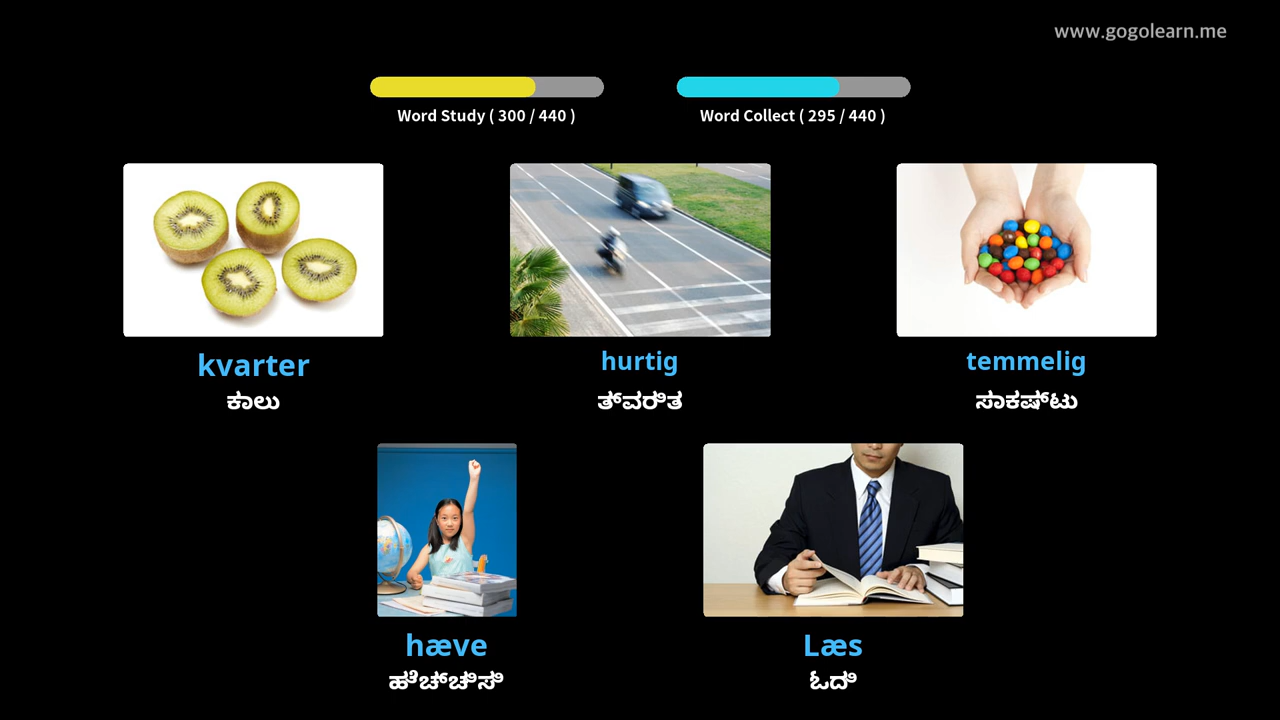 www.gogolearn.me
Word Study ( 300 / 440 )
Word Collect ( 295 / 440 )
kvarter
hurtig
temmelig
ಕಾಲು
ತ್ವರಿತ
ಸಾಕಷ್ಟು
hæve
Læs
ಹೆಚ್ಚಿಸಿ
ಓದಿ